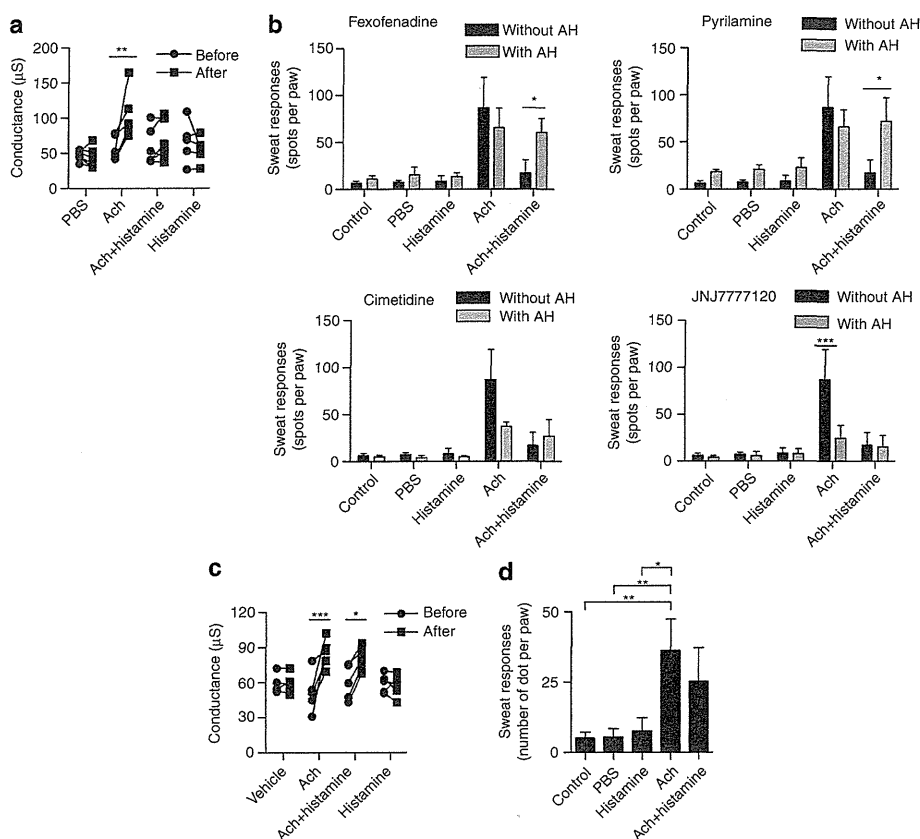 a
200
150
100
50
0
Conductance (μS)
**
Before
After
PBS
Ach
Ach+histamine
Histamine
b
Fexofenadine
Without AH
With AH
150
100
50
0
Sweat responses
(spots per paw)
*
Control
PBS
Histamine
Ach
Ach+histamine
Pyrilamine
Without AH
With AH
150
100
50
0
Sweat responses
(spots per paw)
*
Control
PBS
Histamine
Ach
Ach+histamine
Cimetidine
Without AH
With AH
150
100
50
0
Sweat responses
(spots per paw)
Control
PBS
Histamine
Ach
Ach+histamine
JNJ7777120
Without AH
With AH
150
100
50
0
Sweat responses
(spots per paw)
***
Control
PBS
Histamine
Ach
Ach+histamine
c
120
90
60
30
0
Conductance (μS)
***
*
Before
After
Vehicle
Ach
Ach+histamine
Histamine
d
*
**
**
50
25
0
Sweat responses
(number of dot per paw)
Control
PBS
Histamine
Ach
Ach+histamine